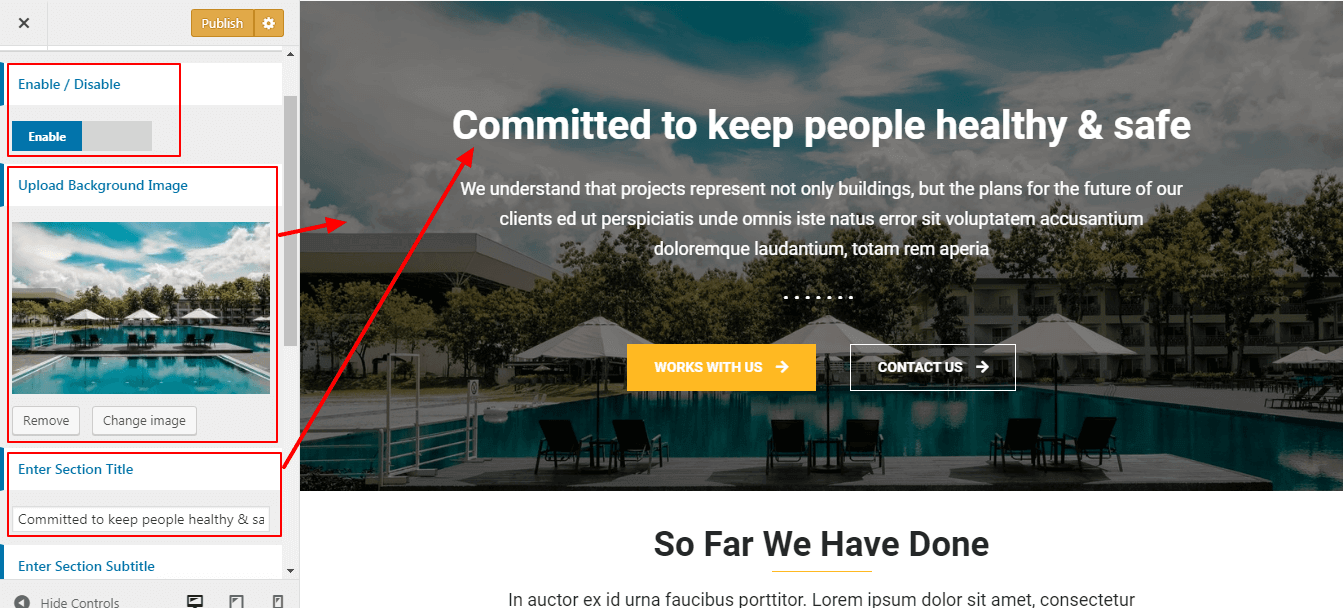 Publish
Enable / Disable
Enable
Upload Background Image
Remove
Change image
Enter Section Title
Committed to keep people healthy & sa
Enter Section Subtitle
Hide Controls
Committed to keep people healthy & safe
We understand that projects represent not only buildings, but the plans for the future of our
clients ed ut perspiciatis unde omnis iste natus error sit voluptatem accusantium
doloremque laudantium, totam rem aperia
WORKS WITH US
CONTACT US
So Far We Have Done
In auctor ex id urna faucibus porttitor. Lorem ipsum dolor sit amet, consectetur